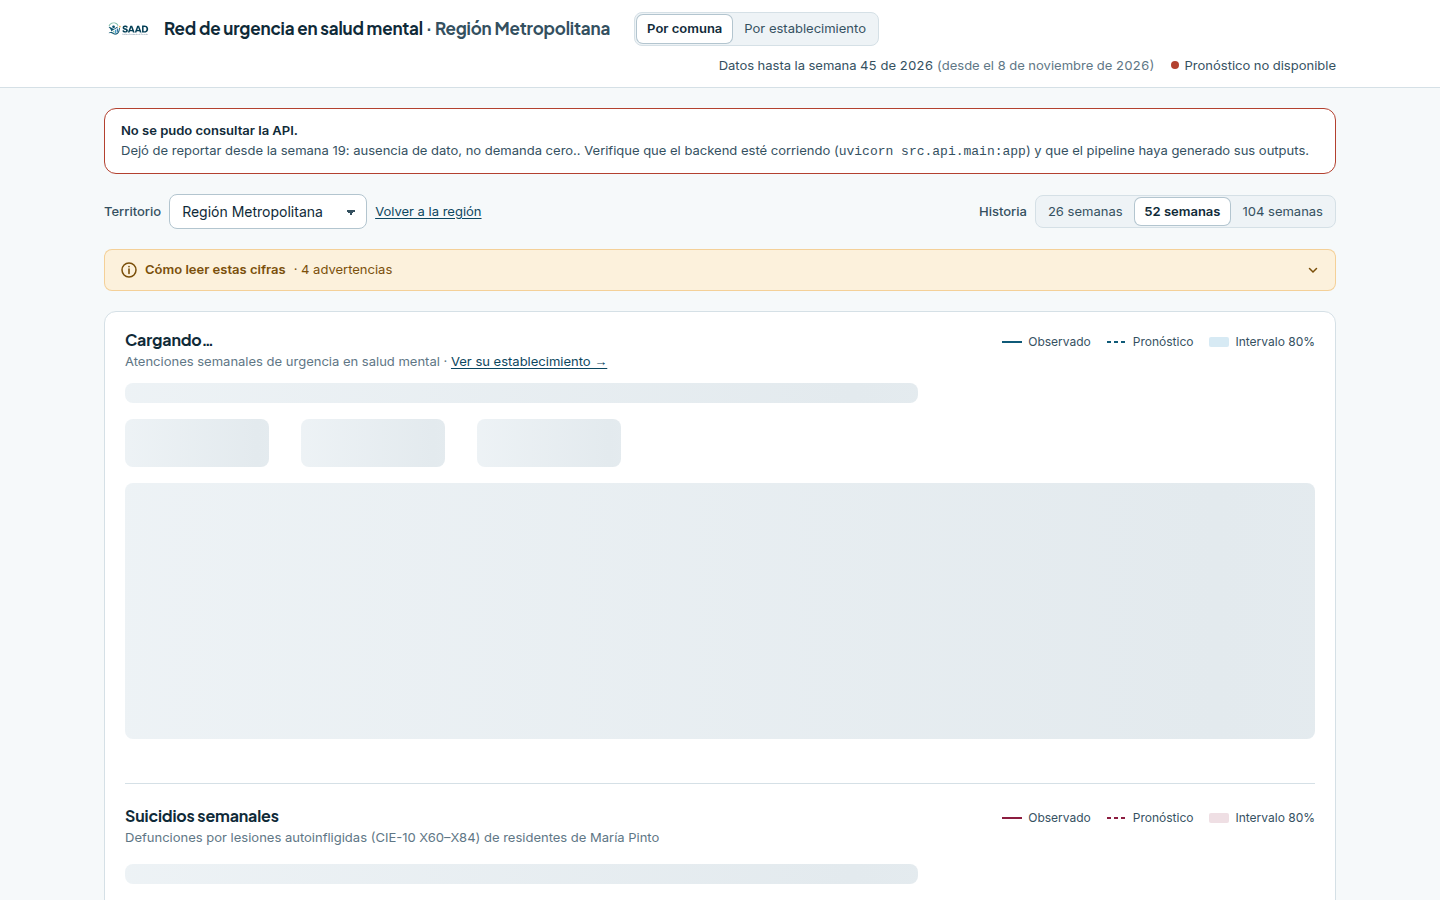 SAAD
Red de urgencia en salud mental · Región Metropolitana
Por comuna
Por establecimiento
Datos hasta la semana 45 de 2026 (desde el 8 de noviembre de 2026)
Pronóstico no disponible
No se pudo consultar la API.
Dejó de reportar desde la semana 19: ausencia de dato, no demanda cero.. Verifique que el backend esté corriendo (uvicorn src.api.main:app) y que el pipeline haya generado sus outputs.
Territorio
Región Metropolitana
Volver a la región
Historia
26 semanas
52 semanas
104 semanas
Cómo leer estas cifras · 4 advertencias
Cargando…
Observado
Pronóstico
Intervalo 80%
Atenciones semanales de urgencia en salud mental · Ver su establecimiento →
Suicidios semanales
Observado
Pronóstico
Intervalo 80%
Defunciones por lesiones autoinfligidas (CIE-10 X60–X84) de residentes de María Pinto